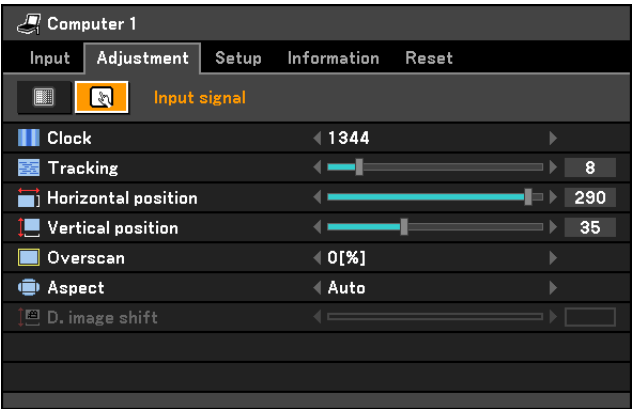 Computer 1
Input Adjustment Setup Information Reset
Input signal
Clock 1344
Tracking 8
Horizontal position 290
Vertical position 35
Overscan 0[%]
Aspect Auto
D. image shift